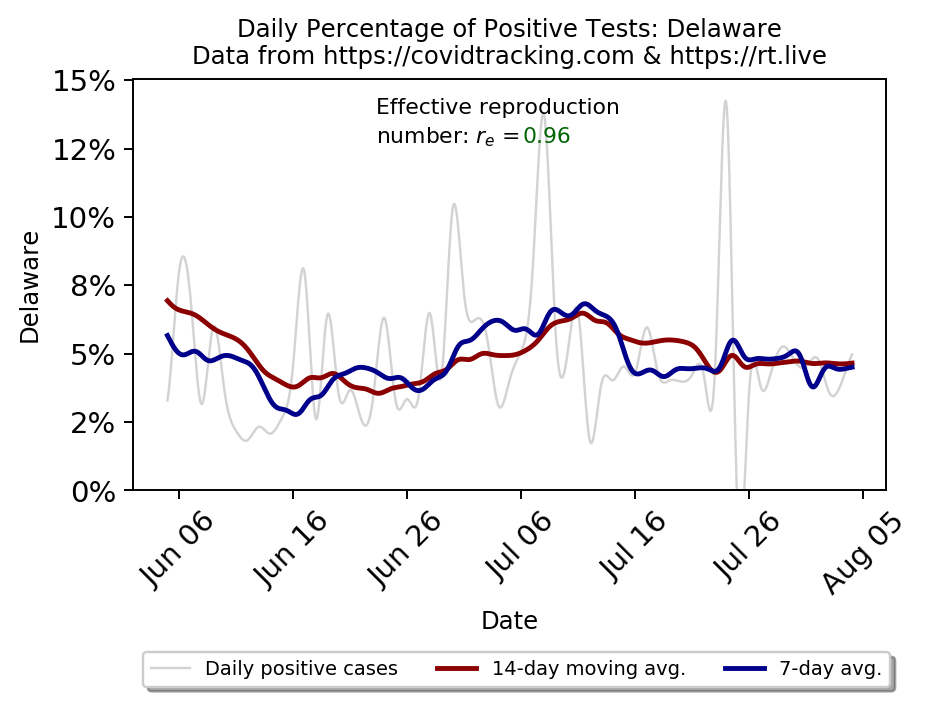 Daily Percentage of Positive Tests: Delaware
Data from https://covidtracking.com & https://rt.live
15%
Effective reproduction
number: rₑ =0.96
12%
10%
8%
5%
2%
0%
Delaware
Jun 06
Jun 16
Jun 26
Jul 06
Jul 16
Jul 26
Aug 05
Date
Daily positive cases
14-day moving avg.
7-day avg.